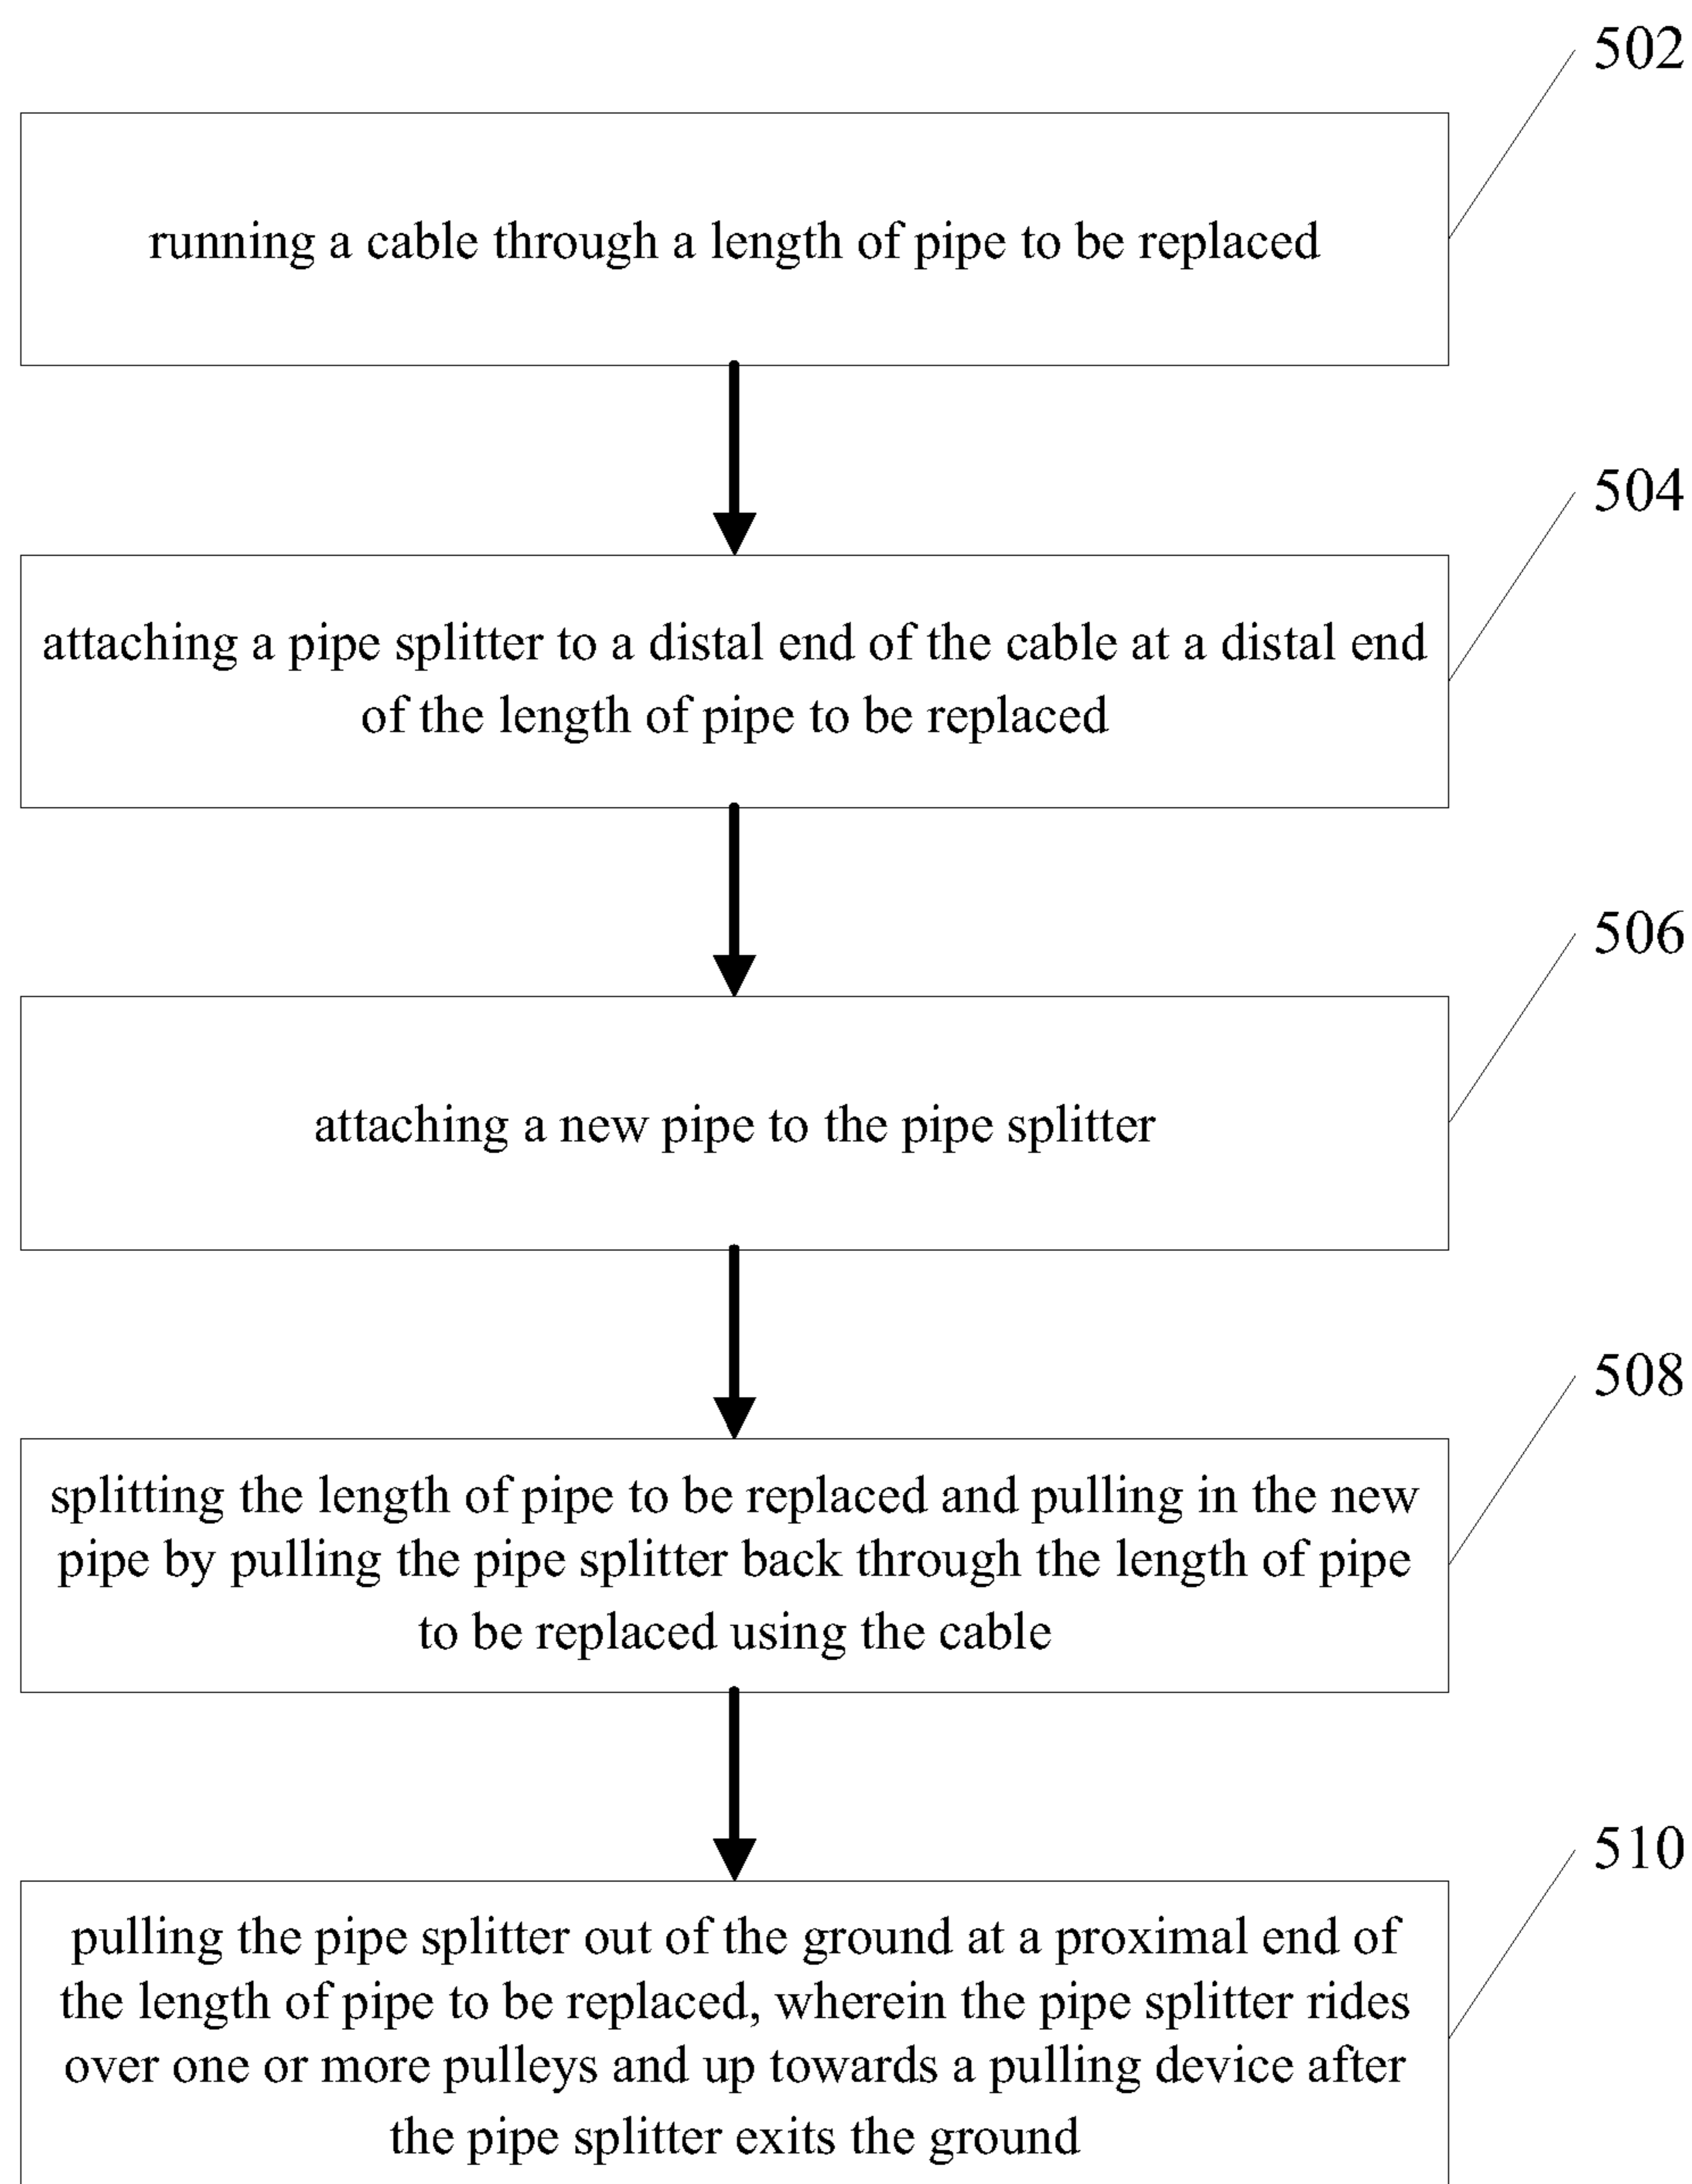 502
running a cable through a length of pipe to be replaced
504
attaching a pipe splitter to a distal end of the cable at a distal end
of the length of pipe to be replaced
506
attaching a new pipe to the pipe splitter
508
splitting the length of pipe to be replaced and pulling in the new
pipe by pulling the pipe splitter back through the length of pipe
to be replaced using the cable
510
pulling the pipe splitter out of the ground at a proximal end of
the length of pipe to be replaced, wherein the pipe splitter rides
over one or more pulleys and up towards a pulling device after
the pipe splitter exits the ground